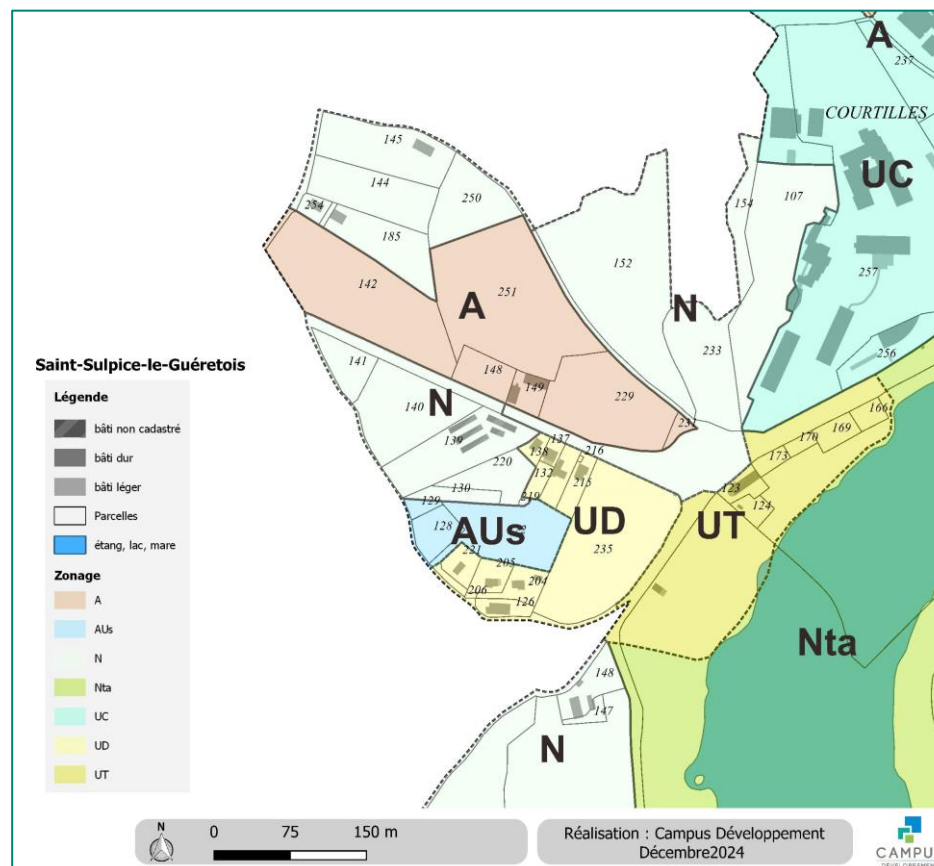 A
237
COURTILLES
UC
145
144
250
254
185
154
107
152
142
251
A
257
N
233
256
Saint-Sulpice-le-Guéretois
Légende
bâti non cadastré
bâti dur
bâti léger
Parcelles
étang, lac, mare
Zonage
A
AUs
N
Nta
UC
UD
UT
141
148
149
229
231
140
N
139
137
138
216
220
132
215
130
219
129
128
AUs
UD
235
221
205
204
206
126
166
169
170
173
123
124
UT
Nta
148
147
N
N
0 75 150 m
Réalisation : Campus Développement
Décembre2024
CAMPUS